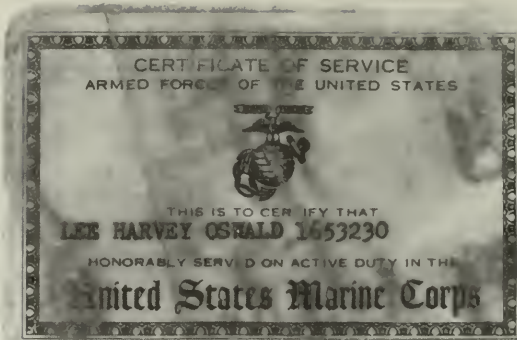 CERTIFICATE OF SERVICE
ARMED FORCES OF THE UNITED STATES
THIS IS TO CERTIFY THAT
LEE HARVEY OSWALD 1653230
HONORABLY SERVED ON ACTIVE DUTY IN THE
United States Marine Corps